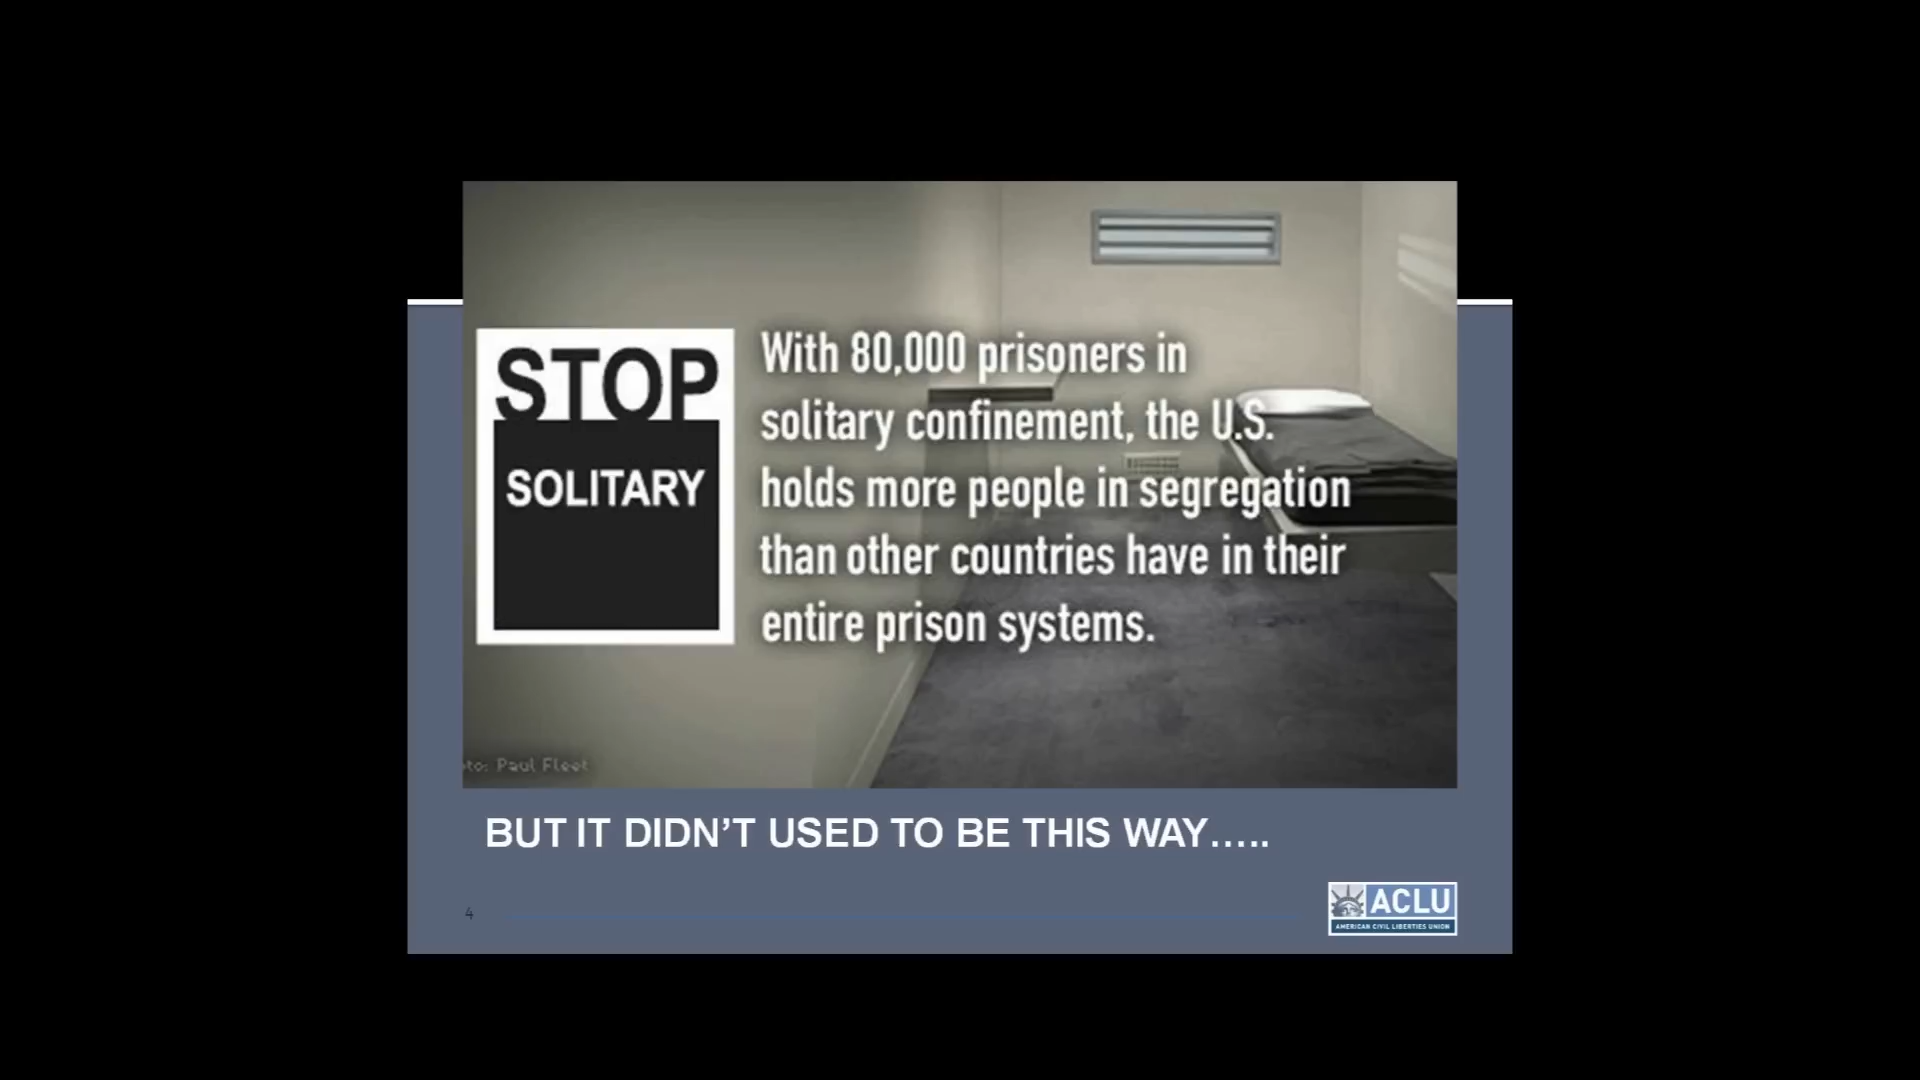 STOP
SOLITARY
With 80,000 prisoners in
solitary confinement, the U.S.
holds more people in segregation
than other countries have in their
entire prison systems.
to: Paul Fleet
BUT IT DIDN’T USED TO BE THIS WAY…..
4
ACLU
AMERICAN CIVIL LIBERTIES UNION